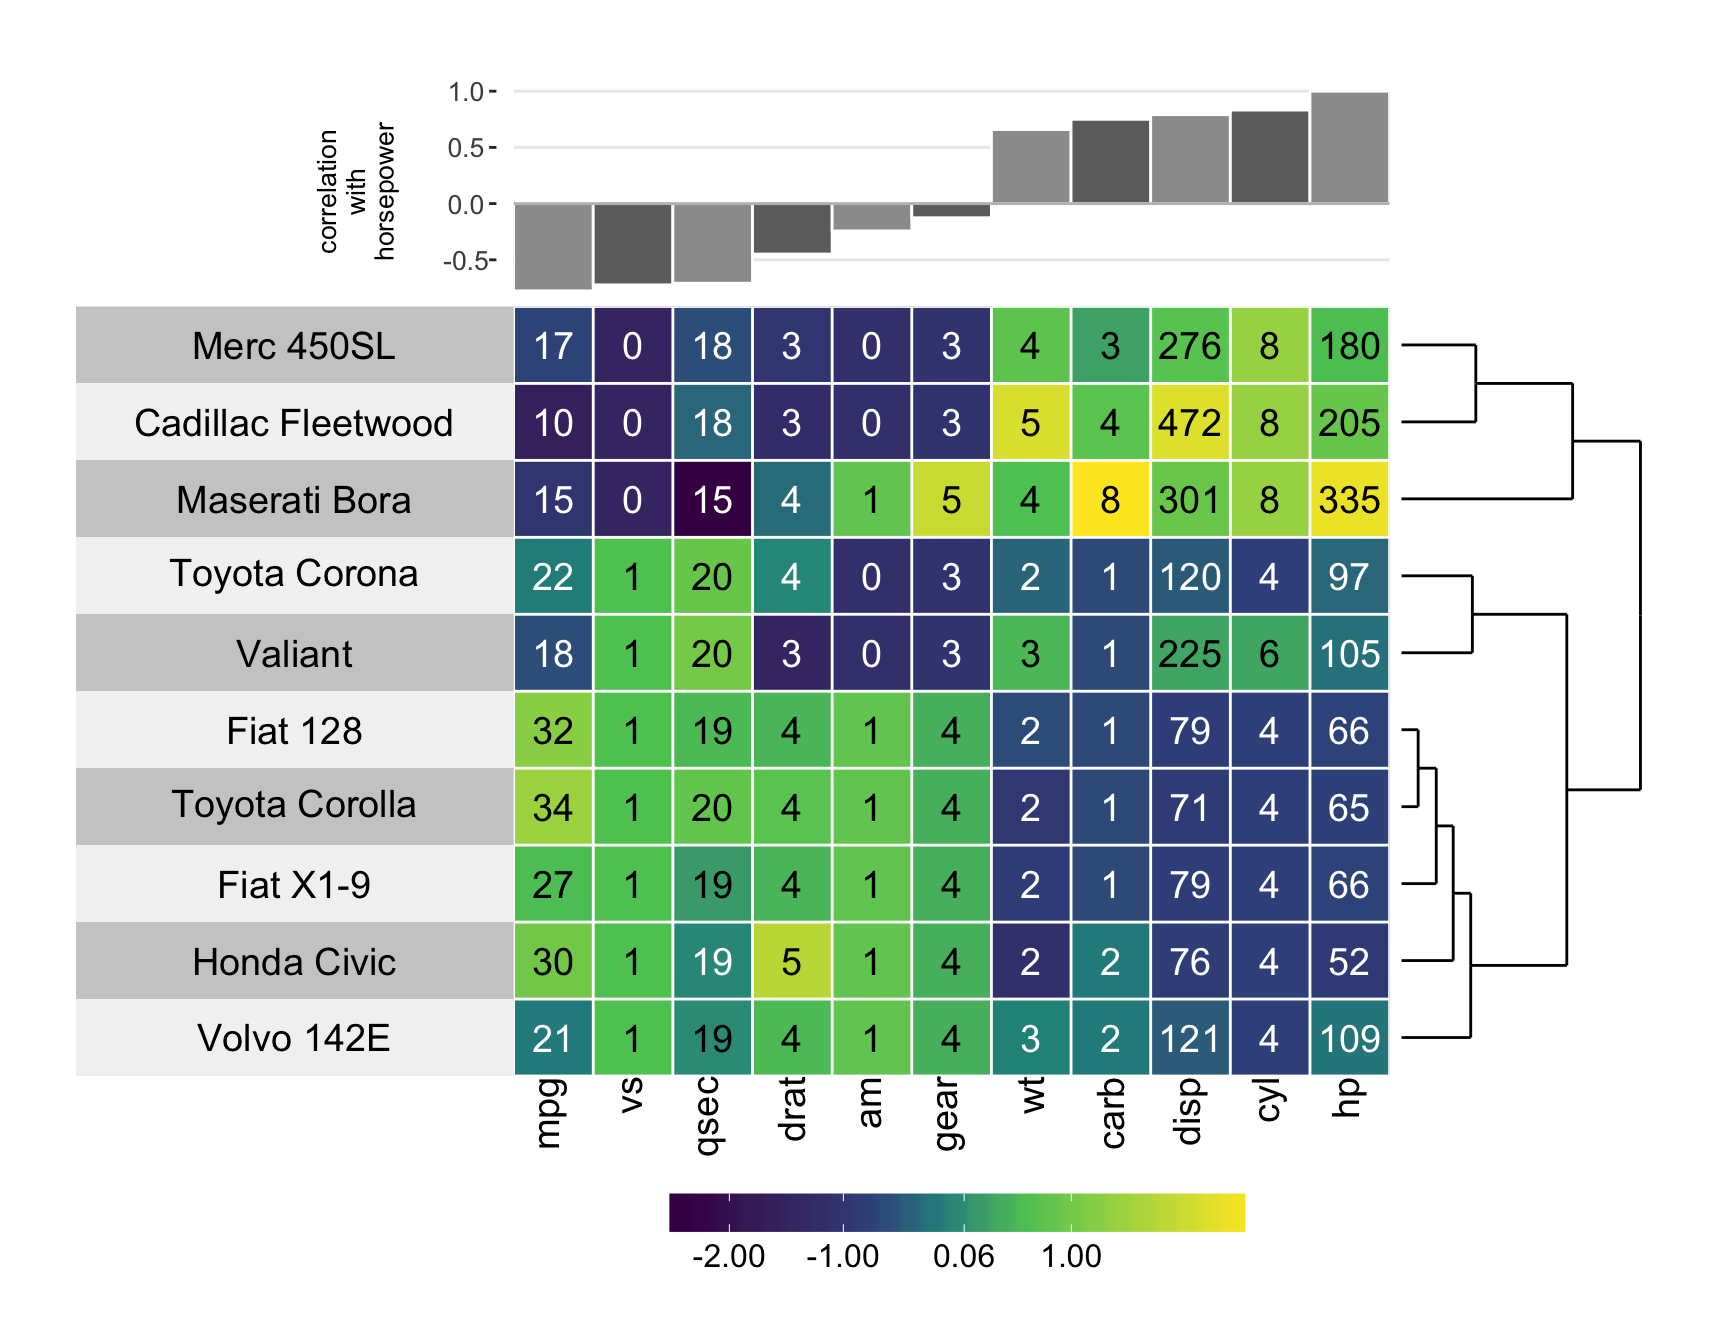 1.0
0.5
0.0
-0.5
correlation
with
horsepower
Merc 450SL 17 0 18 3 0 3 4 3 276 8 180
Cadillac Fleetwood 10 0 18 3 0 3 5 4 472 8 205
Maserati Bora 15 0 15 4 1 5 4 8 301 8 335
Toyota Corona 22 1 20 4 0 3 2 1 120 4 97
Valiant 18 1 20 3 0 3 3 1 225 6 105
Fiat 128 32 1 19 4 1 4 2 1 79 4 66
Toyota Corolla 34 1 20 4 1 4 2 1 71 4 65
Fiat X1-9 27 1 19 4 1 4 2 1 79 4 66
Honda Civic 30 1 19 5 1 4 2 2 76 4 52
Volvo 142E 21 1 19 4 1 4 3 2 121 4 109
mpg vs qsec drat am gear wt carb disp cyl hp
-2.00 -1.00 0.06 1.00